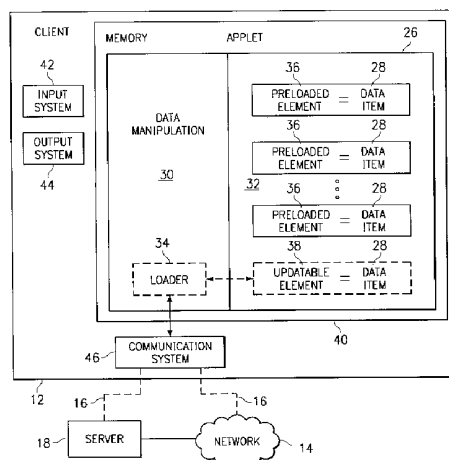 CLIENT
MEMORY
APPLET
26
42
INPUT
SYSTEM
OUTPUT
SYSTEM
44
DATA
MANIPULATION
30
32
36
28
PRELOADED
ELEMENT
=
DATA
ITEM
36
28
PRELOADED
ELEMENT
=
DATA
ITEM
36
28
PRELOADED
ELEMENT
=
DATA
ITEM
38
28
UPDATABLE
ELEMENT
=
DATA
ITEM
34
LOADER
40
COMMUNICATION
SYSTEM
46
12
16
16
18
SERVER
NETWORK
14